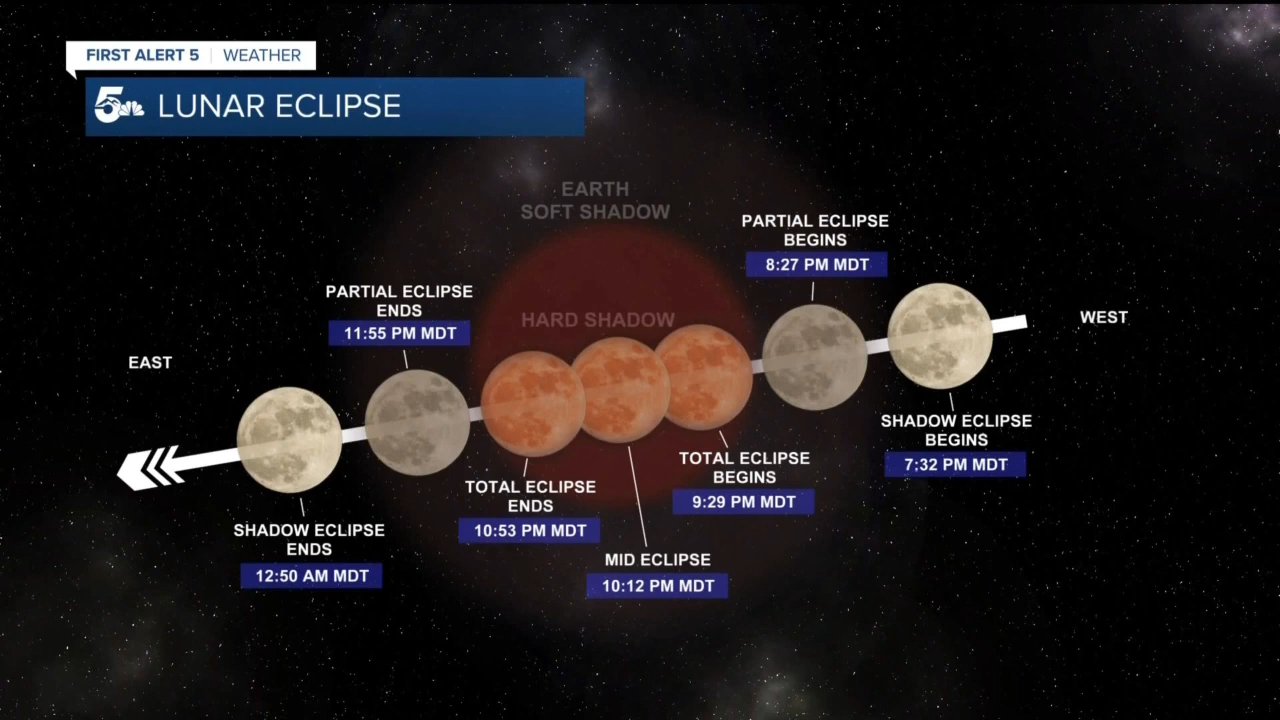 FIRST ALERT 5 | WEATHER
5 LUNAR ECLIPSE
EARTH
SOFT SHADOW
HARD SHADOW
EAST
WEST
PARTIAL ECLIPSE
BEGINS
8:27 PM MDT
PARTIAL ECLIPSE
ENDS
11:55 PM MDT
SHADOW ECLIPSE
BEGINS
7:32 PM MDT
TOTAL ECLIPSE
BEGINS
9:29 PM MDT
TOTAL ECLIPSE
ENDS
10:53 PM MDT
SHADOW ECLIPSE
ENDS
12:50 AM MDT
MID ECLIPSE
10:12 PM MDT